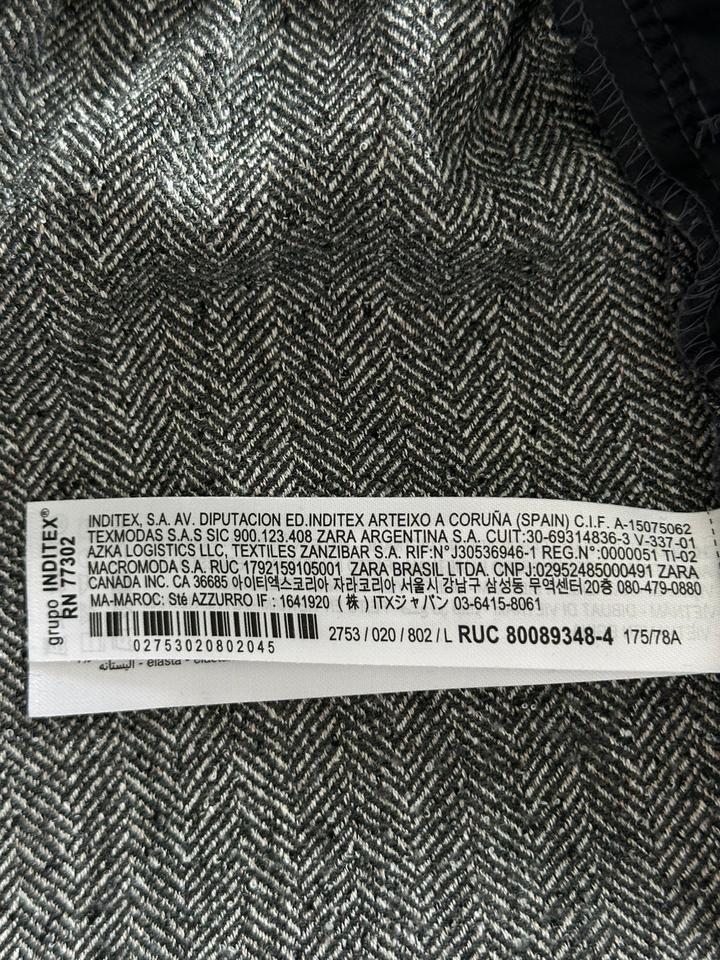 grupo INDITEX®
RN 77302
INDITEX, S.A. AV. DIPUTACION ED.INDITEX ARTEIXO A CORUÑA (SPAIN) C.I.F. A-15075062
TEXMODAS S.A.S SIC 900.123.408 ZARA ARGENTINA S.A. CUIT:30-69314836-3 V-337-01
AZKA LOGISTICS LLC, TEXTILES ZANZIBAR S.A. RIF:N°J30536946-1 REG.N°:0000051 TI-02
MACROMODA S.A. RUC 1792159105001 ZARA BRASIL LTDA. CNPJ:02952485000491 ZARA
CANADA INC. CA 36685 아이티엑스코리아 자라코리아 서울시 강남구 삼성동 무역센터20층 080-479-0880
MA-MAROC: Sté AZZURRO IF : 1641920 (株) ITXジャパン 03-6415-8061
02753020802045
2753 / 020 / 802 / L RUC 80089348-4 175/78A
اليستانه - elasta -